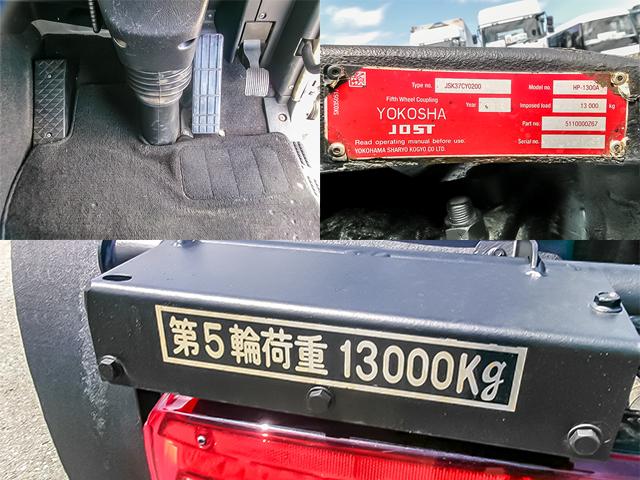 Type no. JSK37CY0200
Model no. HP-1300A
Fifth Wheel Coupling
Year
Imposed load 13 000 kg
YOKOSHA
Part no. 5110000Z67
JOST
Serial no.
Read operating manual before use.
YOKOHAMA SHARYO KOGYO CO LTD.
第5輪荷重 13000Kg